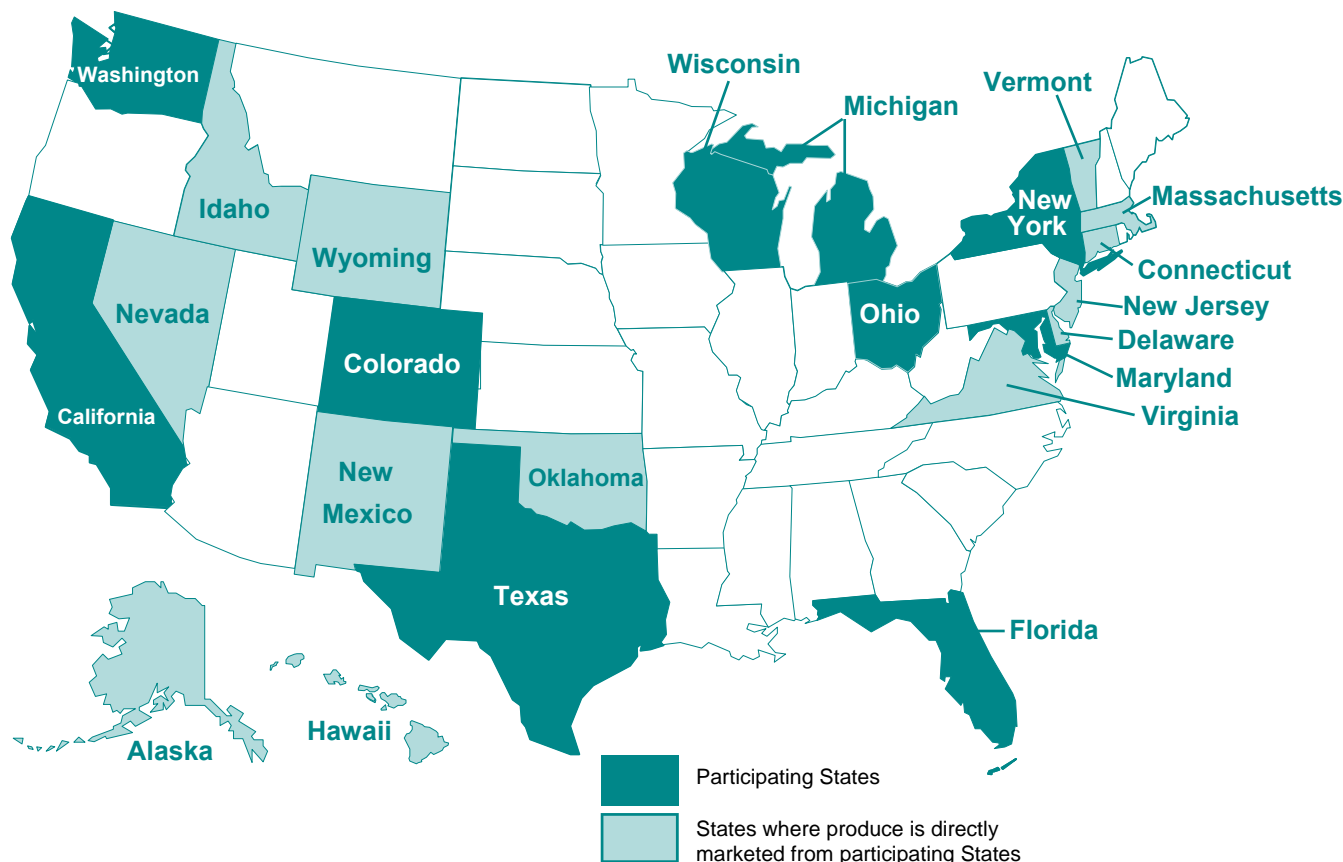 Wisconsin
Washington
Vermont
Michigan
Massachusetts
New
York
Idaho
Wyoming
Connecticut
Nevada
New Jersey
Ohio
Delaware
Colorado
Maryland
California
Virginia
New
Mexico
Oklahoma
Texas
Florida
Hawaii
Alaska
Participating States
States where produce is directly
marketed from participating States